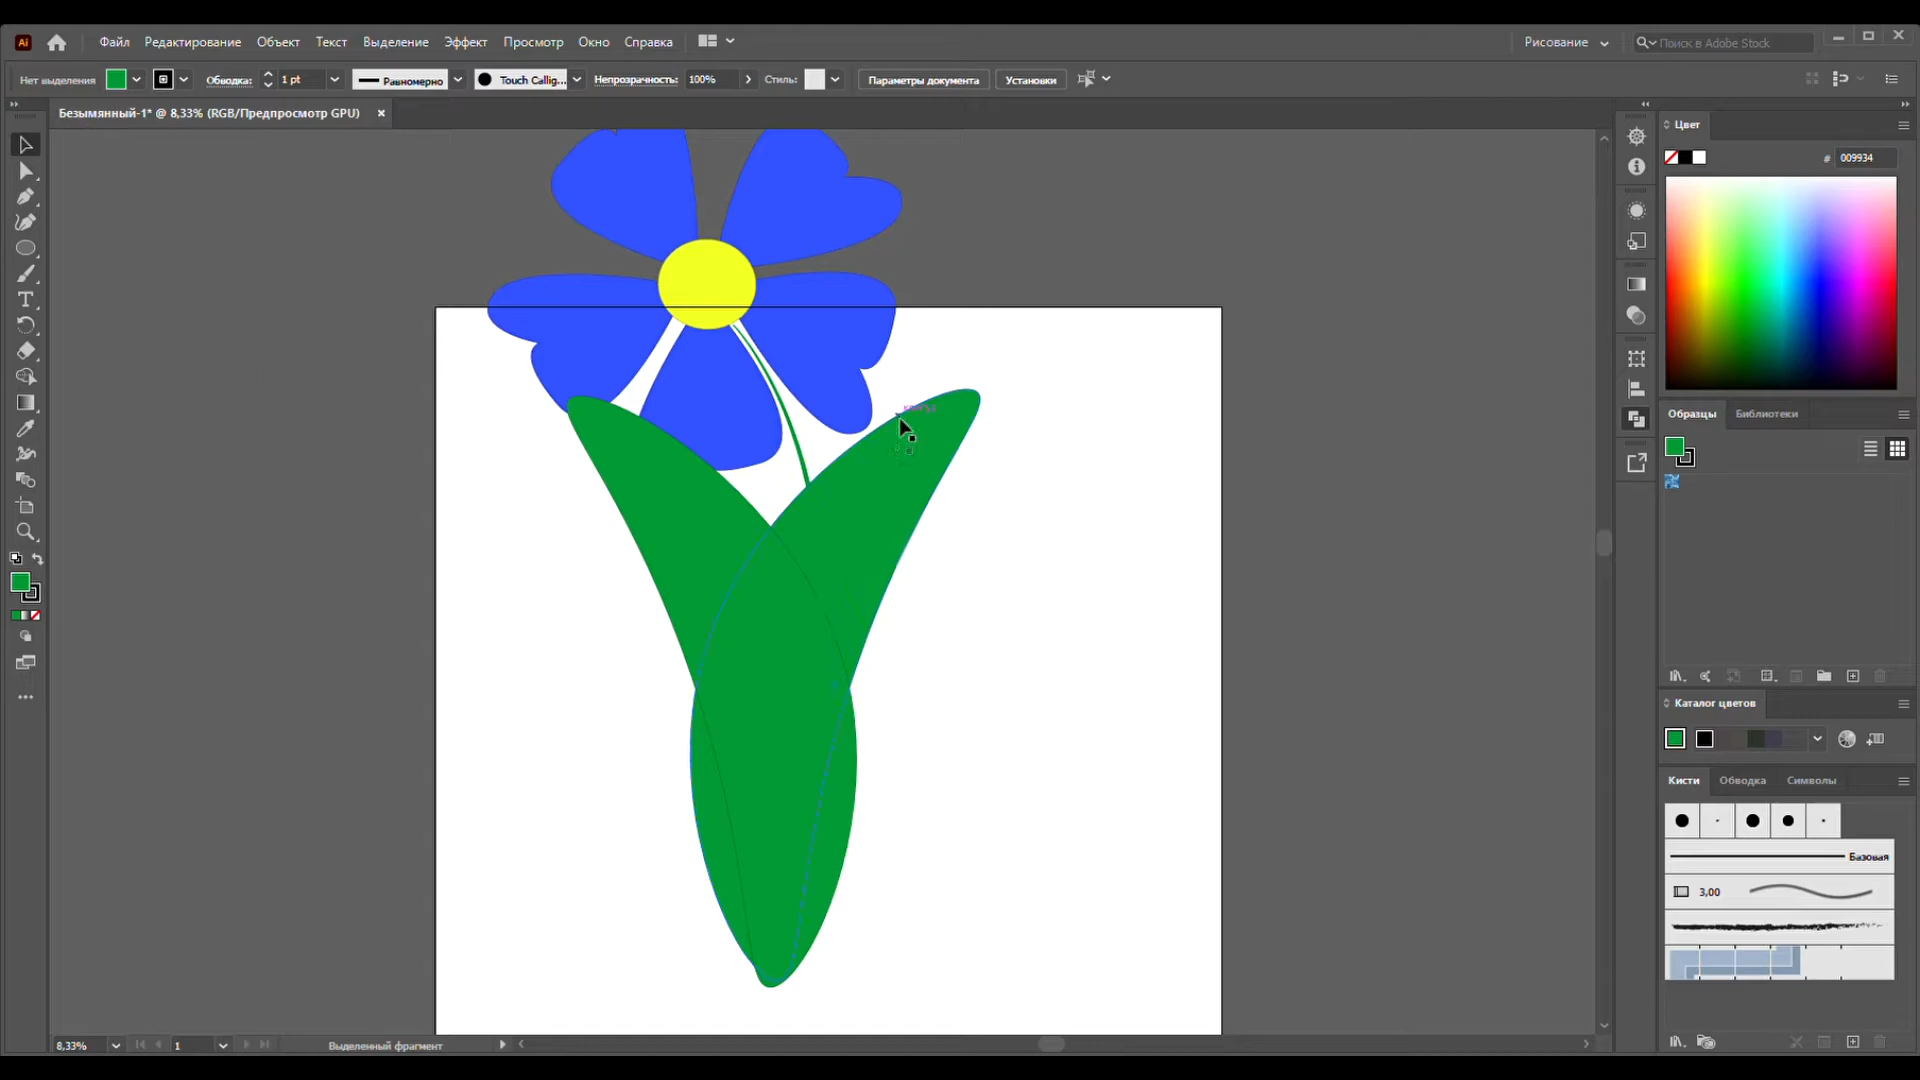 Ai Файл Редактирование Объект Текст Выделение Эффект Просмотр Окно Справка Рисование Поиск в Adobe Stock
Нет выделения Обводка: 1 pt Равномерно Touch Callig... Непрозрачность: 100% Стиль: Параметры документа Установки
Безымянный-1* @ 8,33% (RGB/Предпросмотр GPU)
Цвет
# 009934
Образцы Библиотеки
Каталог цветов
Кисти Обводка Символы
Базовая
3,00
8,33% 1 Выделенный фрагмент